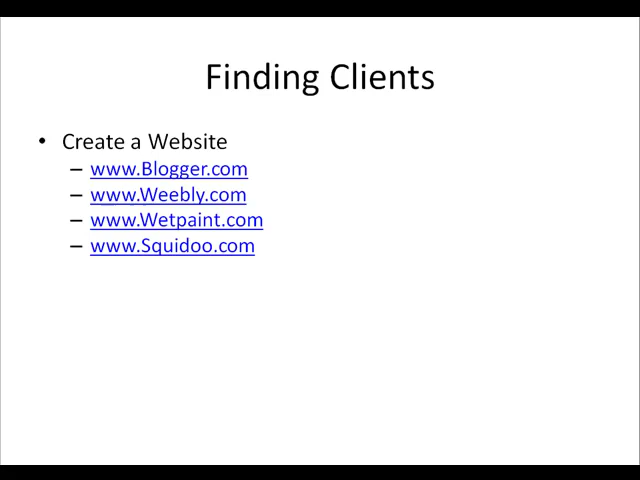 Finding Clients
• Create a Website
– www.Blogger.com
– www.Weebly.com
– www.Wetpaint.com
– www.Squidoo.com